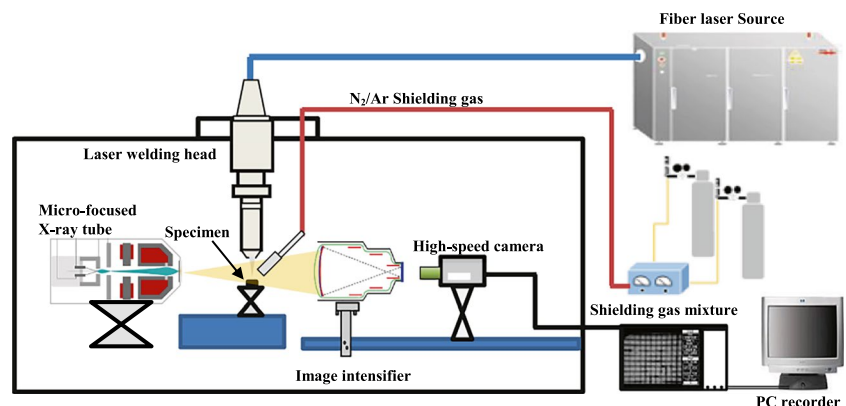 Fiber laser Source
N₂/Ar Shielding gas
Laser welding head
Micro-focused
X-ray tube
Specimen
High-speed camera
Shielding gas mixture
Image intensifier
PC recorder